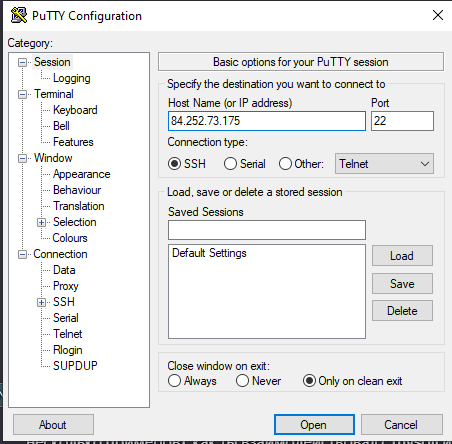 PuTTY Configuration
Category:
Session
Logging
Terminal
Keyboard
Bell
Features
Window
Appearance
Behaviour
Translation
Selection
Colours
Connection
Data
Proxy
SSH
Serial
Telnet
Rlogin
SUPDUP
Basic options for your PuTTY session
Specify the destination you want to connect to
Host Name (or IP address) Port
84.252.73.175 22
Connection type:
SSH Serial Other: Telnet
Load, save or delete a stored session
Saved Sessions
Default Settings
Load
Save
Delete
Close window on exit:
Always Never Only on clean exit
About Open Cancel